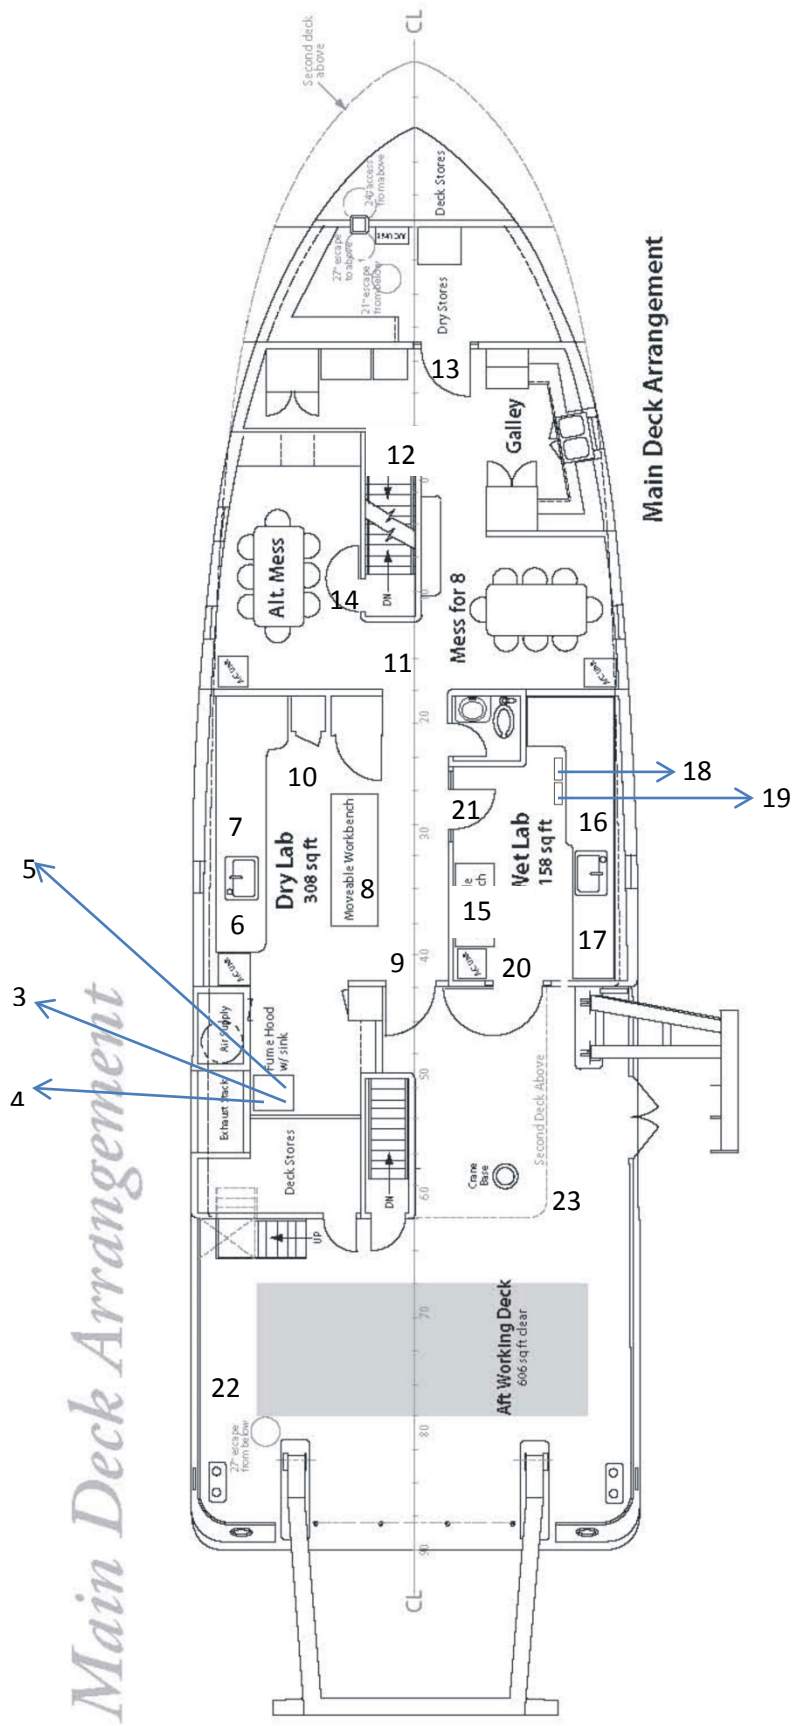 Main Deck Arrangement
Second deck
above
CL
24" access
from above
27" escape
to above
A/C Unit
21" escape
from below
Deck Stores
Dry Stores
13
Galley
12
Main Deck Arrangement
Alt. Mess
14
DN
Mess for 8
11
A/C Unit
A/C Unit
20
10
18
19
7
21
16
30
Dry Lab
308 sq ft
Moveable Workbench
8
Wet Lab
158 sq ft
5
6
15
17
40
9
20
A/C Unit
A/C Unit
3
Air Supply
Fume Hood
w/ sink
4
Exhaust Stack
50
Second Deck Above
Deck Stores
DN
60
Crane
Base
23
UP
70
Aft Working Deck
606 sq ft clear
22
27" escape
from below
80
90
CL